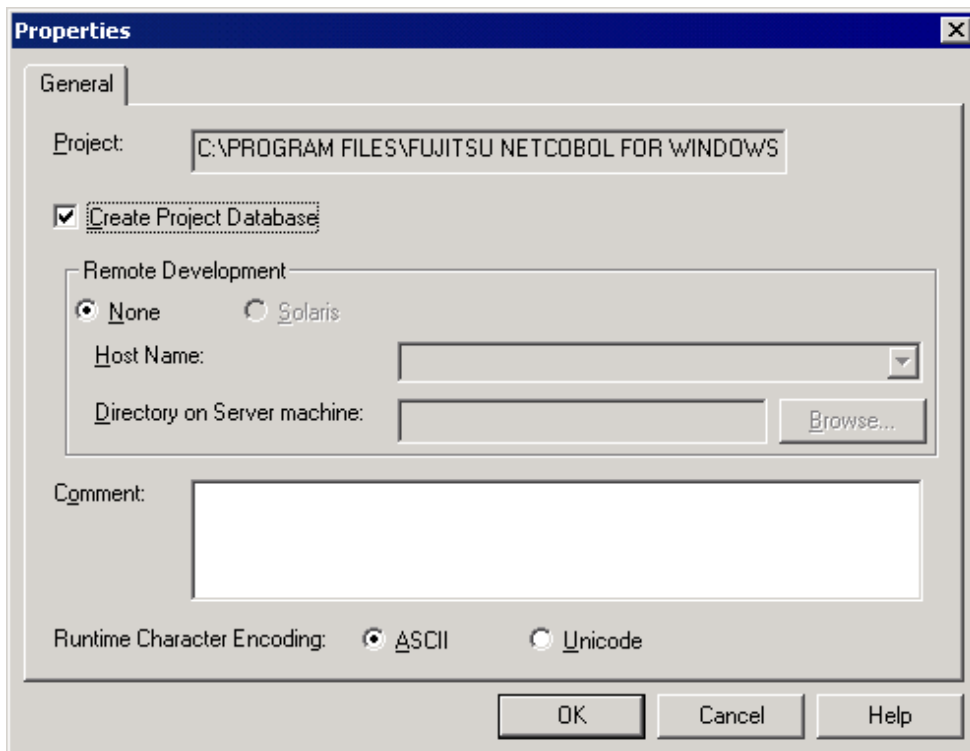 Properties
General
Project: C:\PROGRAM FILES\FUJITSU NETCOBOL FOR WINDOWS
Create Project Database
Remote Development
None Solaris
Host Name:
Directory on Server machine: Browse...
Comment:
Runtime Character Encoding: ASCII Unicode
OK Cancel Help